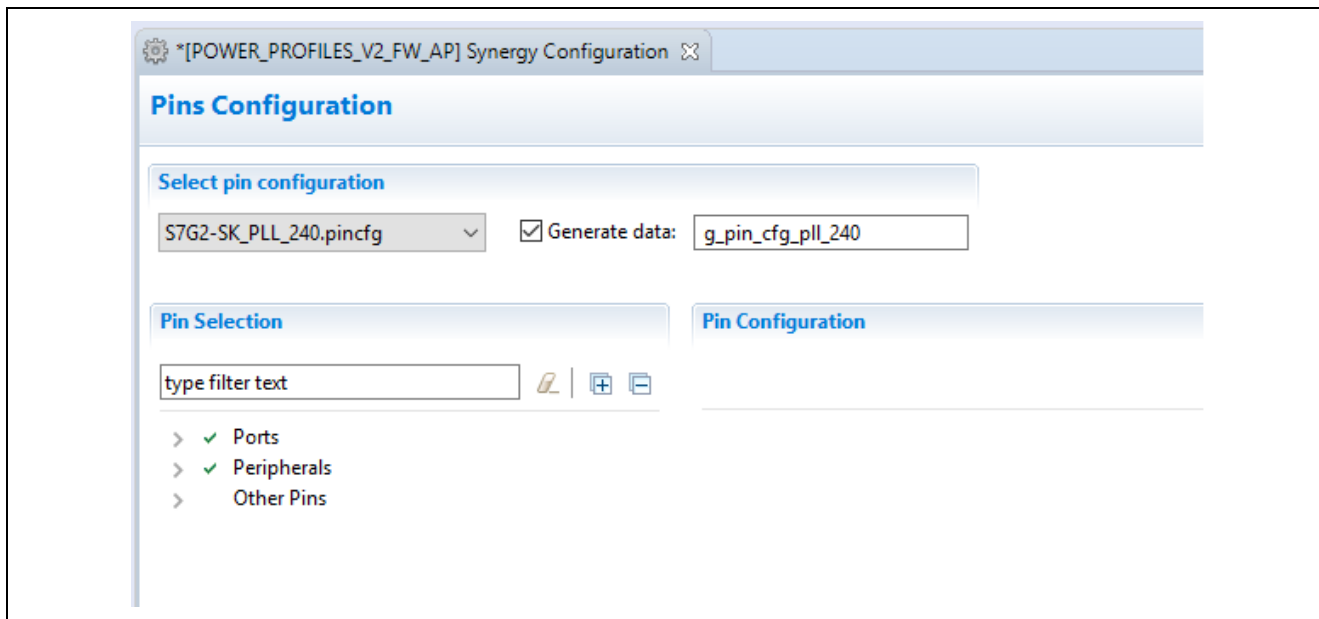 *[POWER_PROFILES_V2_FW_AP] Synergy Configuration
Pins Configuration
Select pin configuration
S7G2-SK_PLL_240.pincfg Generate data: g_pin_cfg_pll_240
Pin Selection Pin Configuration
type filter text
Ports
Peripherals
Other Pins